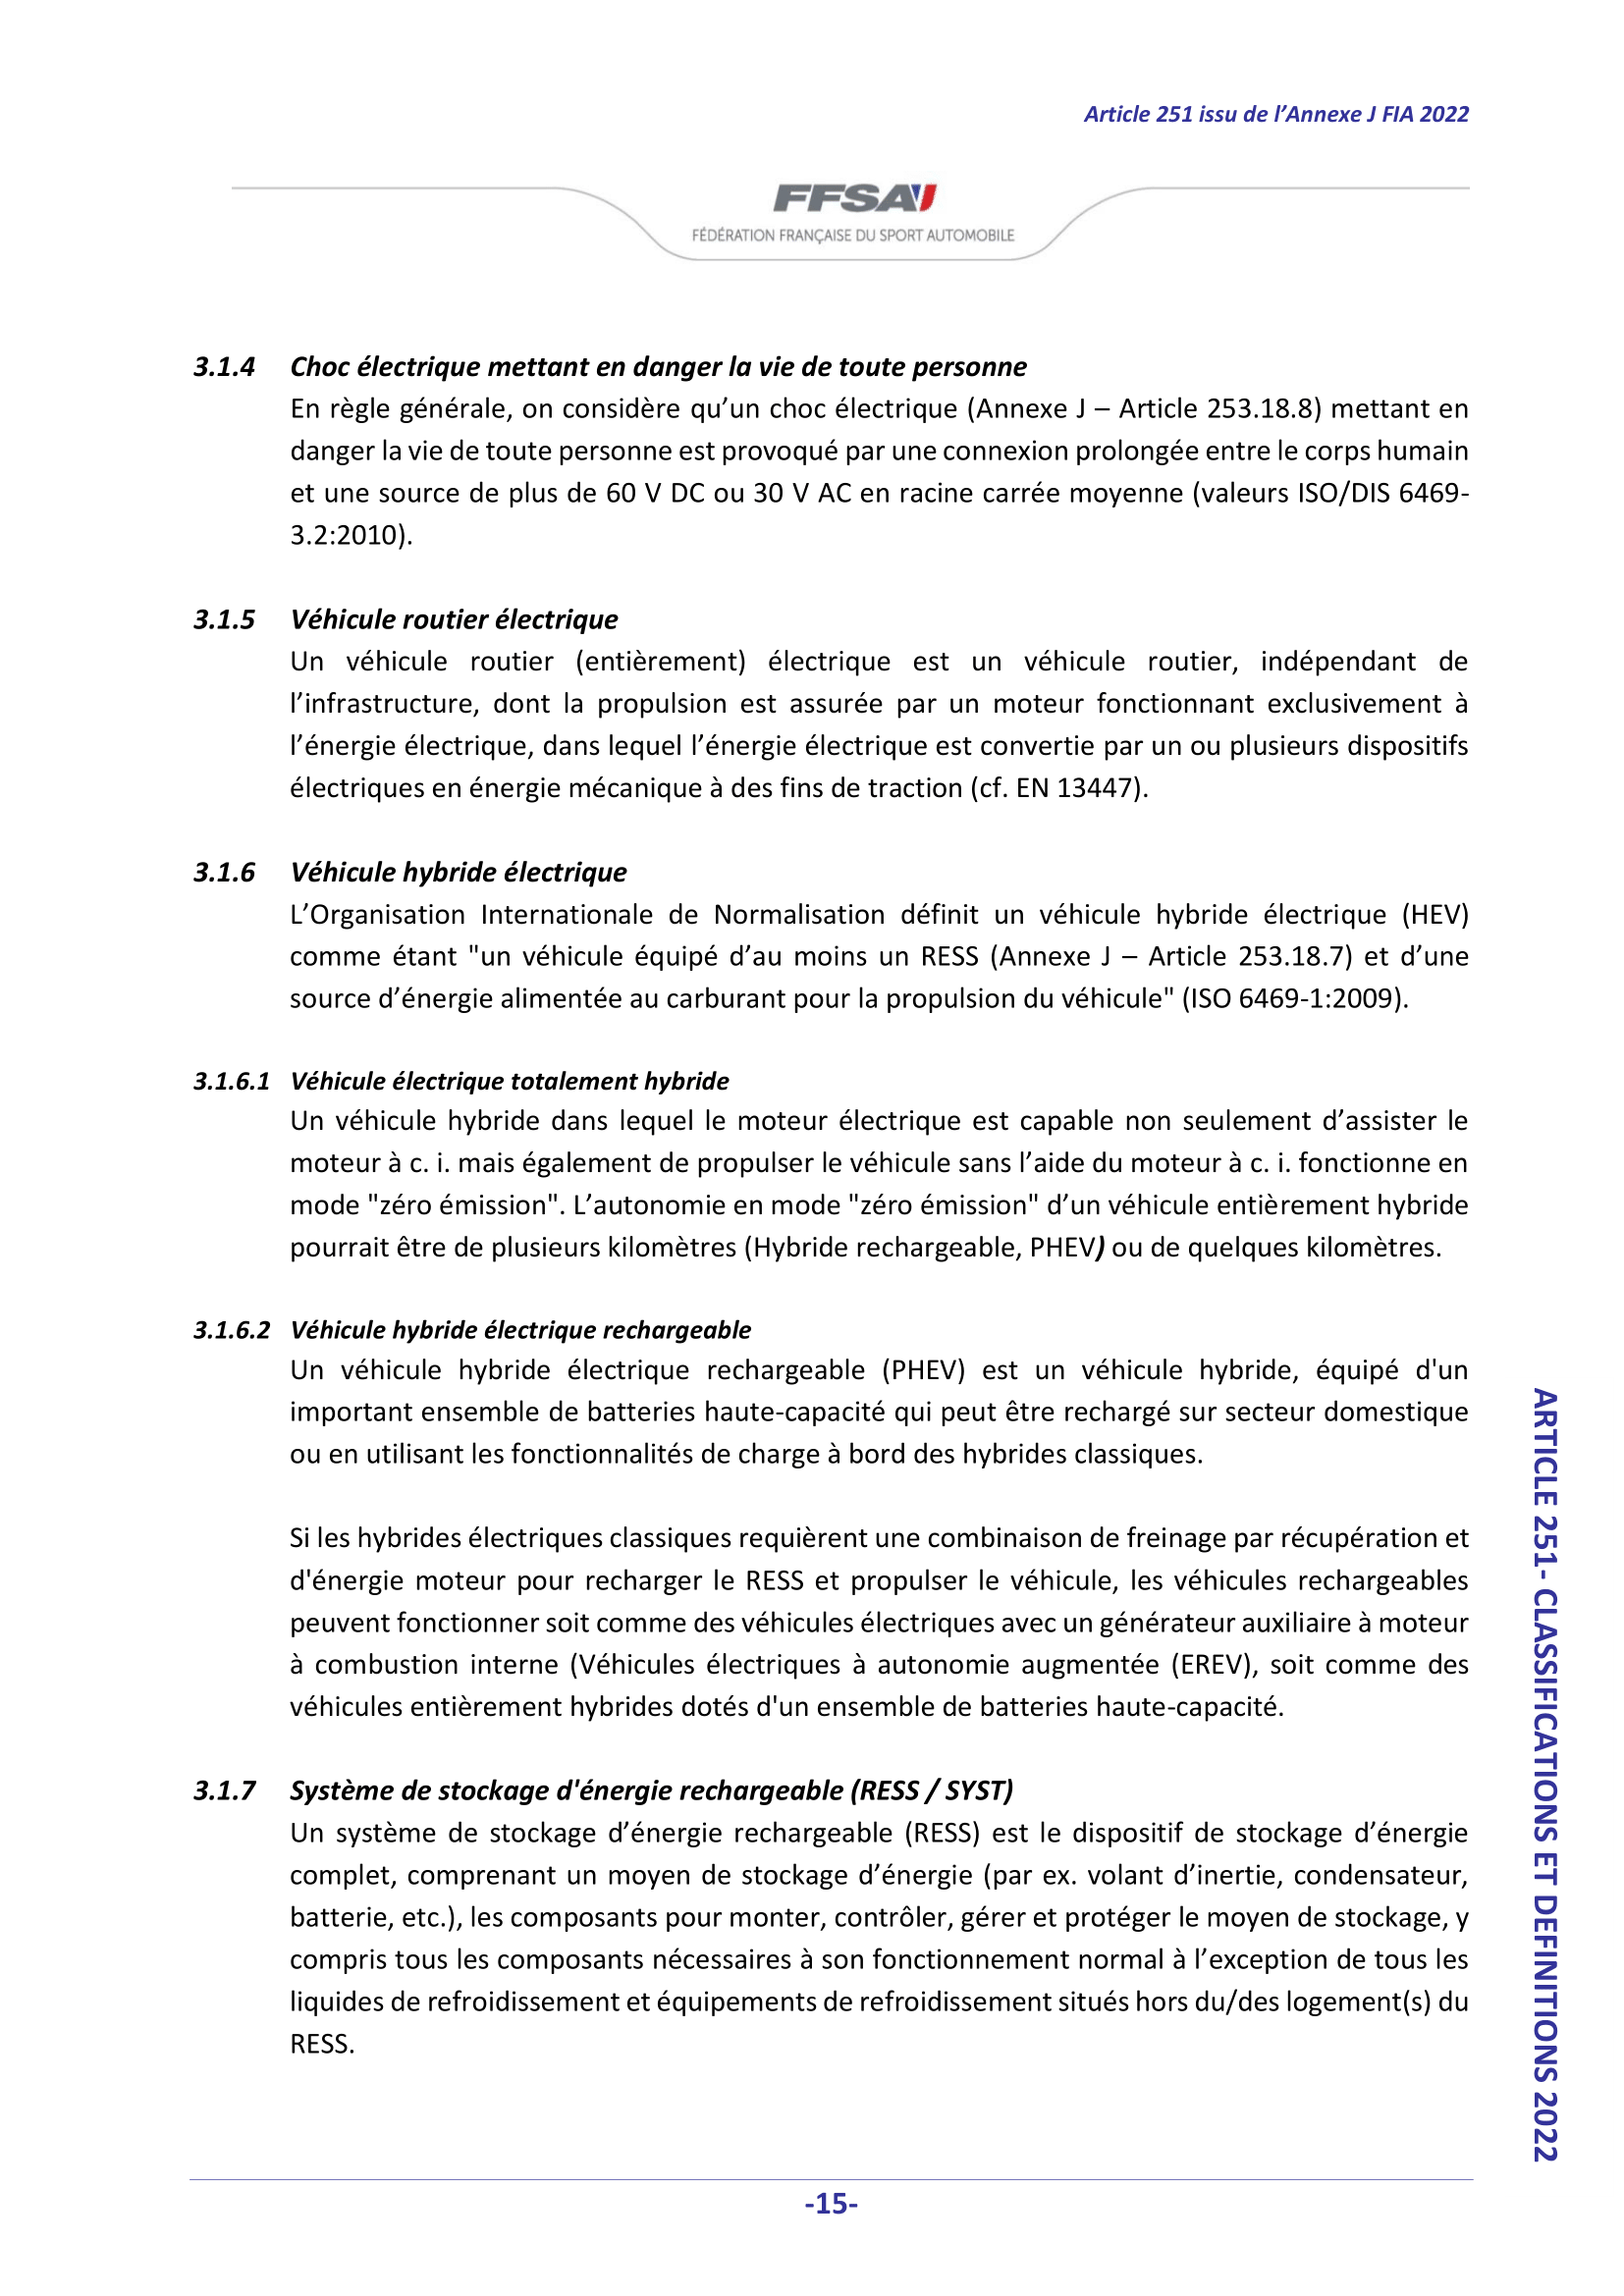 Article 251 issu de l’Annexe J FIA 2022
FFSA
FÉDÉRATION FRANÇAISE DU SPORT AUTOMOBILE
3.1.4 Choc électrique mettant en danger la vie de toute personne
En règle générale, on considère qu’un choc électrique (Annexe J – Article 253.18.8) mettant en
danger la vie de toute personne est provoqué par une connexion prolongée entre le corps humain
et une source de plus de 60 V DC ou 30 V AC en racine carrée moyenne (valeurs ISO/DIS 6469-
3.2:2010).
3.1.5 Véhicule routier électrique
Un véhicule routier (entièrement) électrique est un véhicule routier, indépendant de
l’infrastructure, dont la propulsion est assurée par un moteur fonctionnant exclusivement à
l’énergie électrique, dans lequel l’énergie électrique est convertie par un ou plusieurs dispositifs
électriques en énergie mécanique à des fins de traction (cf. EN 13447).
3.1.6 Véhicule hybride électrique
L’Organisation Internationale de Normalisation définit un véhicule hybride électrique (HEV)
comme étant "un véhicule équipé d’au moins un RESS (Annexe J – Article 253.18.7) et d’une
source d’énergie alimentée au carburant pour la propulsion du véhicule" (ISO 6469-1:2009).
3.1.6.1 Véhicule électrique totalement hybride
Un véhicule hybride dans lequel le moteur électrique est capable non seulement d’assister le
moteur à c. i. mais également de propulser le véhicule sans l’aide du moteur à c. i. fonctionne en
mode "zéro émission". L’autonomie en mode "zéro émission" d’un véhicule entièrement hybride
pourrait être de plusieurs kilomètres (Hybride rechargeable, PHEV) ou de quelques kilomètres.
3.1.6.2 Véhicule hybride électrique rechargeable
Un véhicule hybride électrique rechargeable (PHEV) est un véhicule hybride, équipé d'un
important ensemble de batteries haute-capacité qui peut être rechargé sur secteur domestique
ou en utilisant les fonctionnalités de charge à bord des hybrides classiques.
Si les hybrides électriques classiques requièrent une combinaison de freinage par récupération et
d'énergie moteur pour recharger le RESS et propulser le véhicule, les véhicules rechargeables
peuvent fonctionner soit comme des véhicules électriques avec un générateur auxiliaire à moteur
à combustion interne (Véhicules électriques à autonomie augmentée (EREV), soit comme des
véhicules entièrement hybrides dotés d'un ensemble de batteries haute-capacité.
3.1.7 Système de stockage d'énergie rechargeable (RESS / SYST)
Un système de stockage d’énergie rechargeable (RESS) est le dispositif de stockage d’énergie
complet, comprenant un moyen de stockage d’énergie (par ex. volant d’inertie, condensateur,
batterie, etc.), les composants pour monter, contrôler, gérer et protéger le moyen de stockage, y
compris tous les composants nécessaires à son fonctionnement normal à l’exception de tous les
liquides de refroidissement et équipements de refroidissement situés hors du/des logement(s) du
RESS.
ARTICLE 251- CLASSIFICATIONS ET DEFINITIONS 2022
-15-